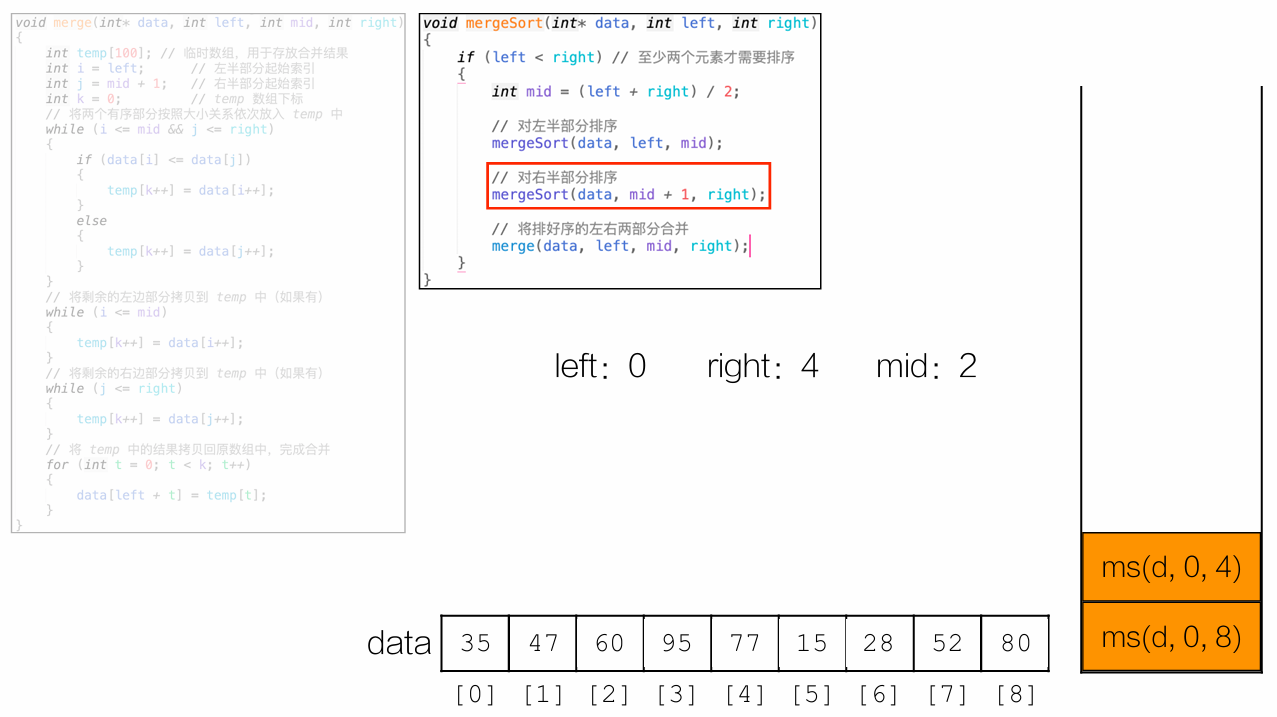 void merge(int* data, int left, int mid, int right)
{
    int temp[100]; // 临时数组，用于存放合并结果
    int i = left;      // 左半部分起始索引
    int j = mid + 1;   // 右半部分起始索引
    int k = 0;         // temp 数组下标
    // 将两个有序部分按照大小关系依次放入 temp 中
    while (i <= mid && j <= right)
    {
        if (data[i] <= data[j])
        {
            temp[k++] = data[i++];
        }
        else
        {
            temp[k++] = data[j++];
        }
    }
    // 将剩余的左边部分拷贝到 temp 中（如果有）
    while (i <= mid)
    {
        temp[k++] = data[i++];
    }
    // 将剩余的右边部分拷贝到 temp 中（如果有）
    while (j <= right)
    {
        temp[k++] = data[j++];
    }
    // 将 temp 中的结果拷贝回原数组中，完成合并
    for (int t = 0; t < k; t++)
    {
        data[left + t] = temp[t];
    }
}
void mergeSort(int* data, int left, int right)
{
    if (left < right) // 至少两个元素才需要排序
    {
        int mid = (left + right) / 2;
        // 对左半部分排序
        mergeSort(data, left, mid);
        // 对右半部分排序
        mergeSort(data, mid + 1, right);
        // 将排好序的左右两部分合并
        merge(data, left, mid, right);
    }
}
left: 0 right: 4 mid: 2
ms(d, 0, 4)
ms(d, 0, 8)
data 35 47 60 95 77 15 28 52 80
[0] [1] [2] [3] [4] [5] [6] [7] [8]